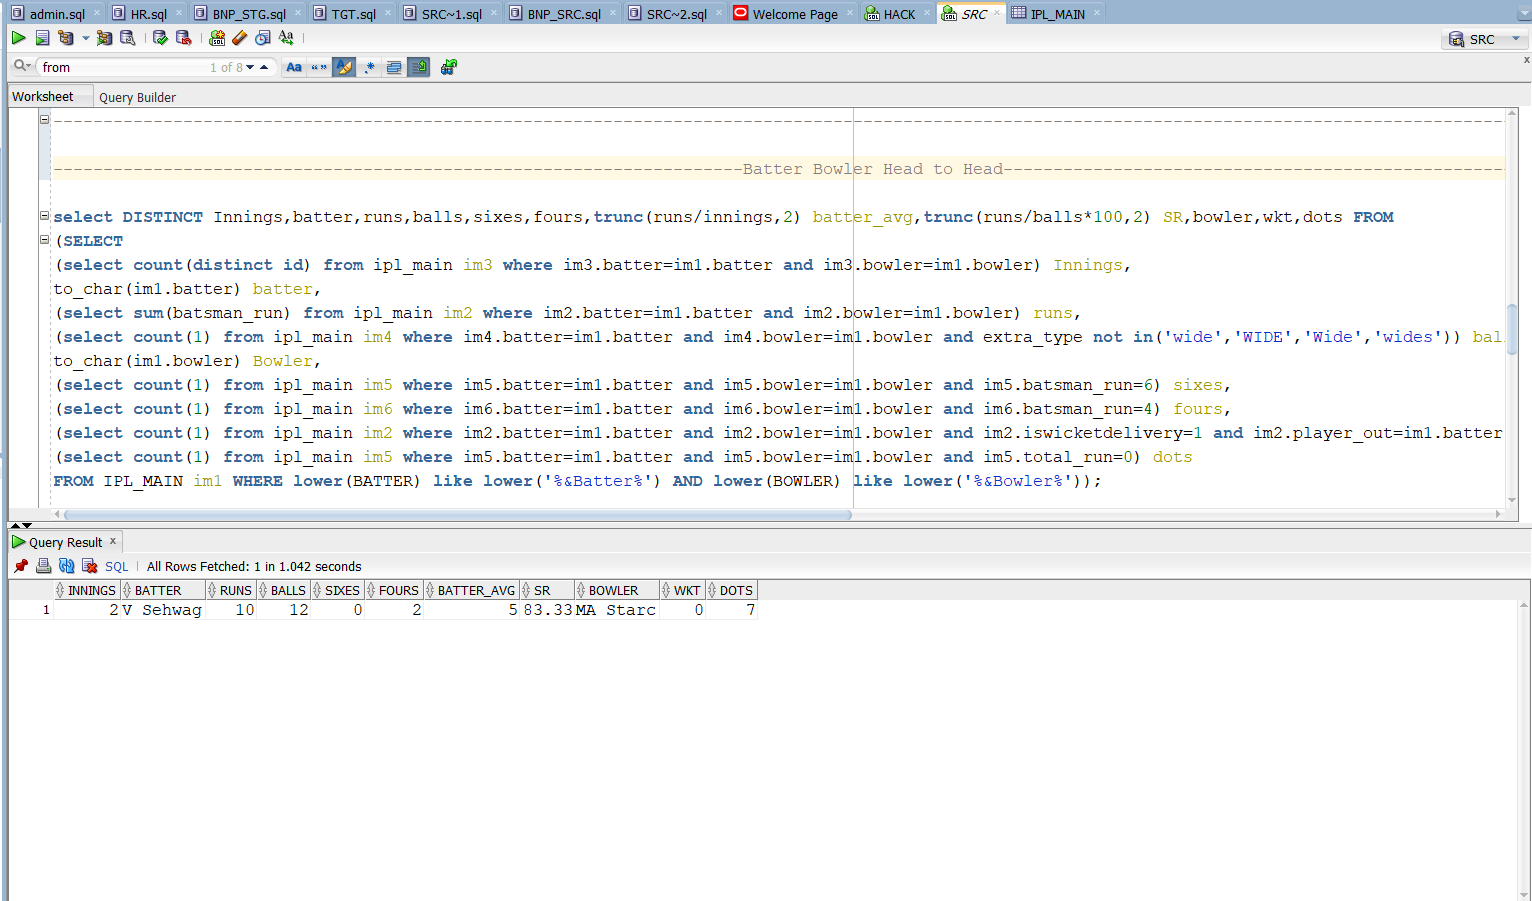 admin.sql HR.sql BNP_STG.sql TGT.sql SRC~1.sql BNP_SRC.sql SRC~2.sql Welcome Page HACK SRC IPL_MAIN
SRC
from 1 of 8
Worksheet Query Builder
--------------------------------------------------------------------------------------------------------------------------------------------------
---------------------------------------------------------------------Batter Bowler Head to Head--------------------------------------------------
select DISTINCT Innings,batter,runs,balls,sixes,fours,trunc(runs/innings,2) batter_avg,trunc(runs/balls*100,2) SR,bowler,wkt,dots FROM
(SELECT
(select count(distinct id) from ipl_main im3 where im3.batter=im1.batter and im3.bowler=im1.bowler) Innings,
to_char(im1.batter) batter,
(select sum(batsman_run) from ipl_main im2 where im2.batter=im1.batter and im2.bowler=im1.bowler) runs,
(select count(1) from ipl_main im4 where im4.batter=im1.batter and im4.bowler=im1.bowler and extra_type not in('wide','WIDE','Wide','wides')) bal
to_char(im1.bowler) Bowler,
(select count(1) from ipl_main im5 where im5.batter=im1.batter and im5.bowler=im1.bowler and im5.batsman_run=6) sixes,
(select count(1) from ipl_main im6 where im6.batter=im1.batter and im6.bowler=im1.bowler and im6.batsman_run=4) fours,
(select count(1) from ipl_main im2 where im2.batter=im1.batter and im2.bowler=im1.bowler and im2.iswicketdelivery=1 and im2.player_out=im1.batter
(select count(1) from ipl_main im5 where im5.batter=im1.batter and im5.bowler=im1.bowler and im5.total_run=0) dots
FROM IPL_MAIN im1 WHERE lower(BATTER) like lower('%&Batter%') AND lower(BOWLER) like lower('%&Bowler%'));
Query Result
SQL All Rows Fetched: 1 in 1.042 seconds
INNINGS BATTER RUNS BALLS SIXES FOURS BATTER_AVG SR BOWLER WKT DOTS
1 2 V Sehwag 10 12 0 2 5 83.33 MA Starc 0 7